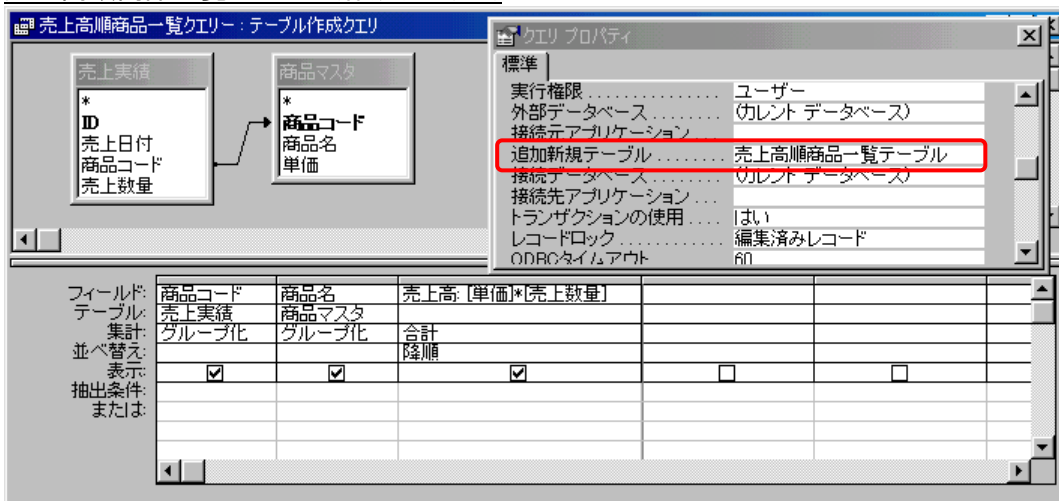 売上高順商品一覧クエリー : テーブル作成クエリ
売上実績
*
ID
売上日付
商品コード
売上数量
商品マスタ
*
商品コード
商品名
単価
クエリ プロパティ
標準
実行権限 . . . . . . . . . . . . . . . ユーザー
外部データベース . . . . . . . . . (カレント データベース)
接続元アプリケーション . . .
追加新規テーブル . . . . . . . . . 売上高順商品一覧テーブル
接続データベース . . . . . . . . . (カレント データベース)
接続先アプリケーション . . .
トランザクションの使用 . . . . はい
レコードロック . . . . . . . . . . . . 編集済みレコード
ODBCタイムアウト 60
フィールド: 商品コード 商品名 売上高: [単価]*[売上数量]
テーブル: 売上実績 商品マスタ
集計: グループ化 グループ化 合計
並べ替え: 降順
表示:
抽出条件:
または: